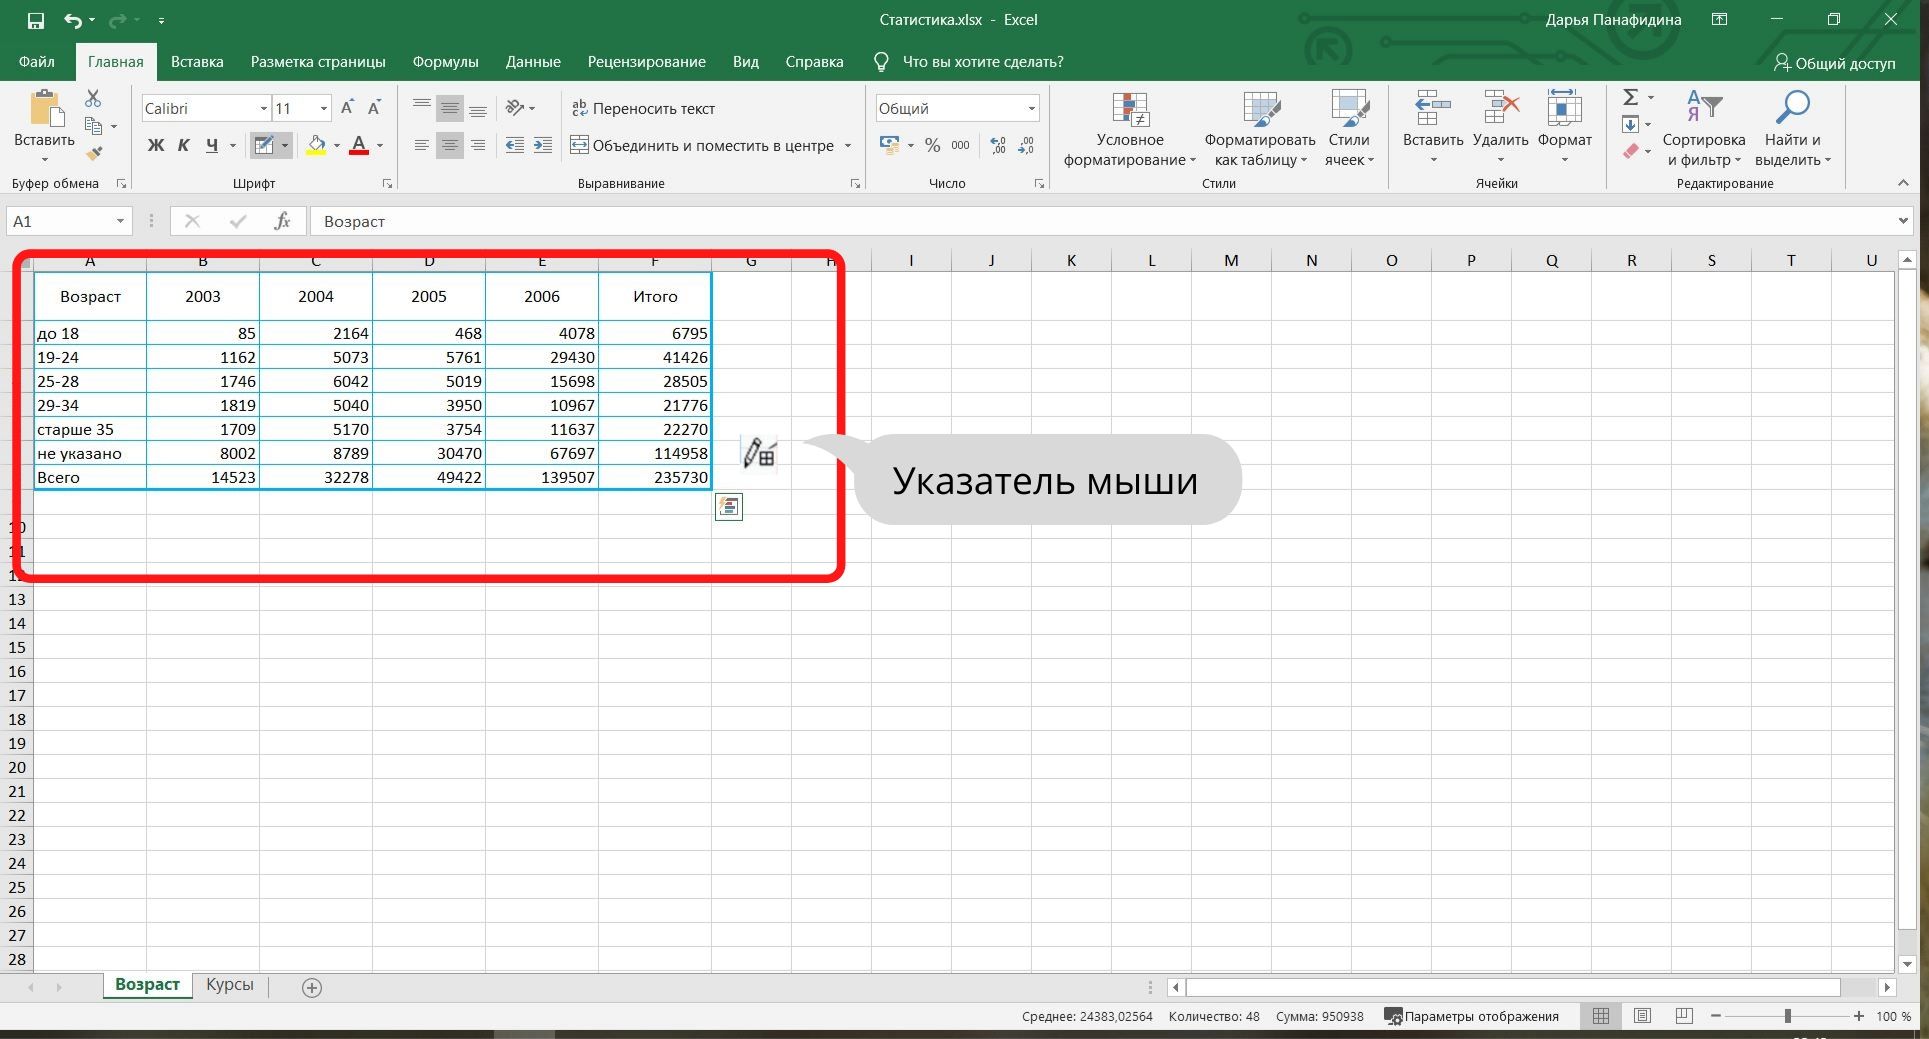 Статистика.xlsx - Excel
Дарья Панафидина
Файл Главная Вставка Разметка страницы Формулы Данные Рецензирование Вид Справка Что вы хотите сделать? Общий доступ
Calibri 11 Переносить текст Общий
Вставить Условное форматирование Форматировать как таблицу Стили ячеек Вставить Удалить Формат Сортировка и фильтр Найти и выделить
Ж К Ч А Объединить и поместить в центре % 000
Буфер обмена Шрифт Выравнивание Число Стили Ячейки Редактирование
A1 fx Возраст
A B C D E F G H I J K L M N O P Q R S T U
Возраст 2003 2004 2005 2006 Итого
до 18 85 2164 468 4078 6795
19-24 1162 5073 5761 29430 41426
25-28 1746 6042 5019 15698 28505
29-34 1819 5040 3950 10967 21776
старше 35 1709 5170 3754 11637 22270
не указано 8002 8789 30470 67697 114958
Всего 14523 32278 49422 139507 235730
Указатель мыши
10
11
12
13
14
15
16
17
18
19
20
21
22
23
24
25
26
27
28
Возраст Курсы
Среднее: 24383,02564 Количество: 48 Сумма: 950938 Параметры отображения 100 %